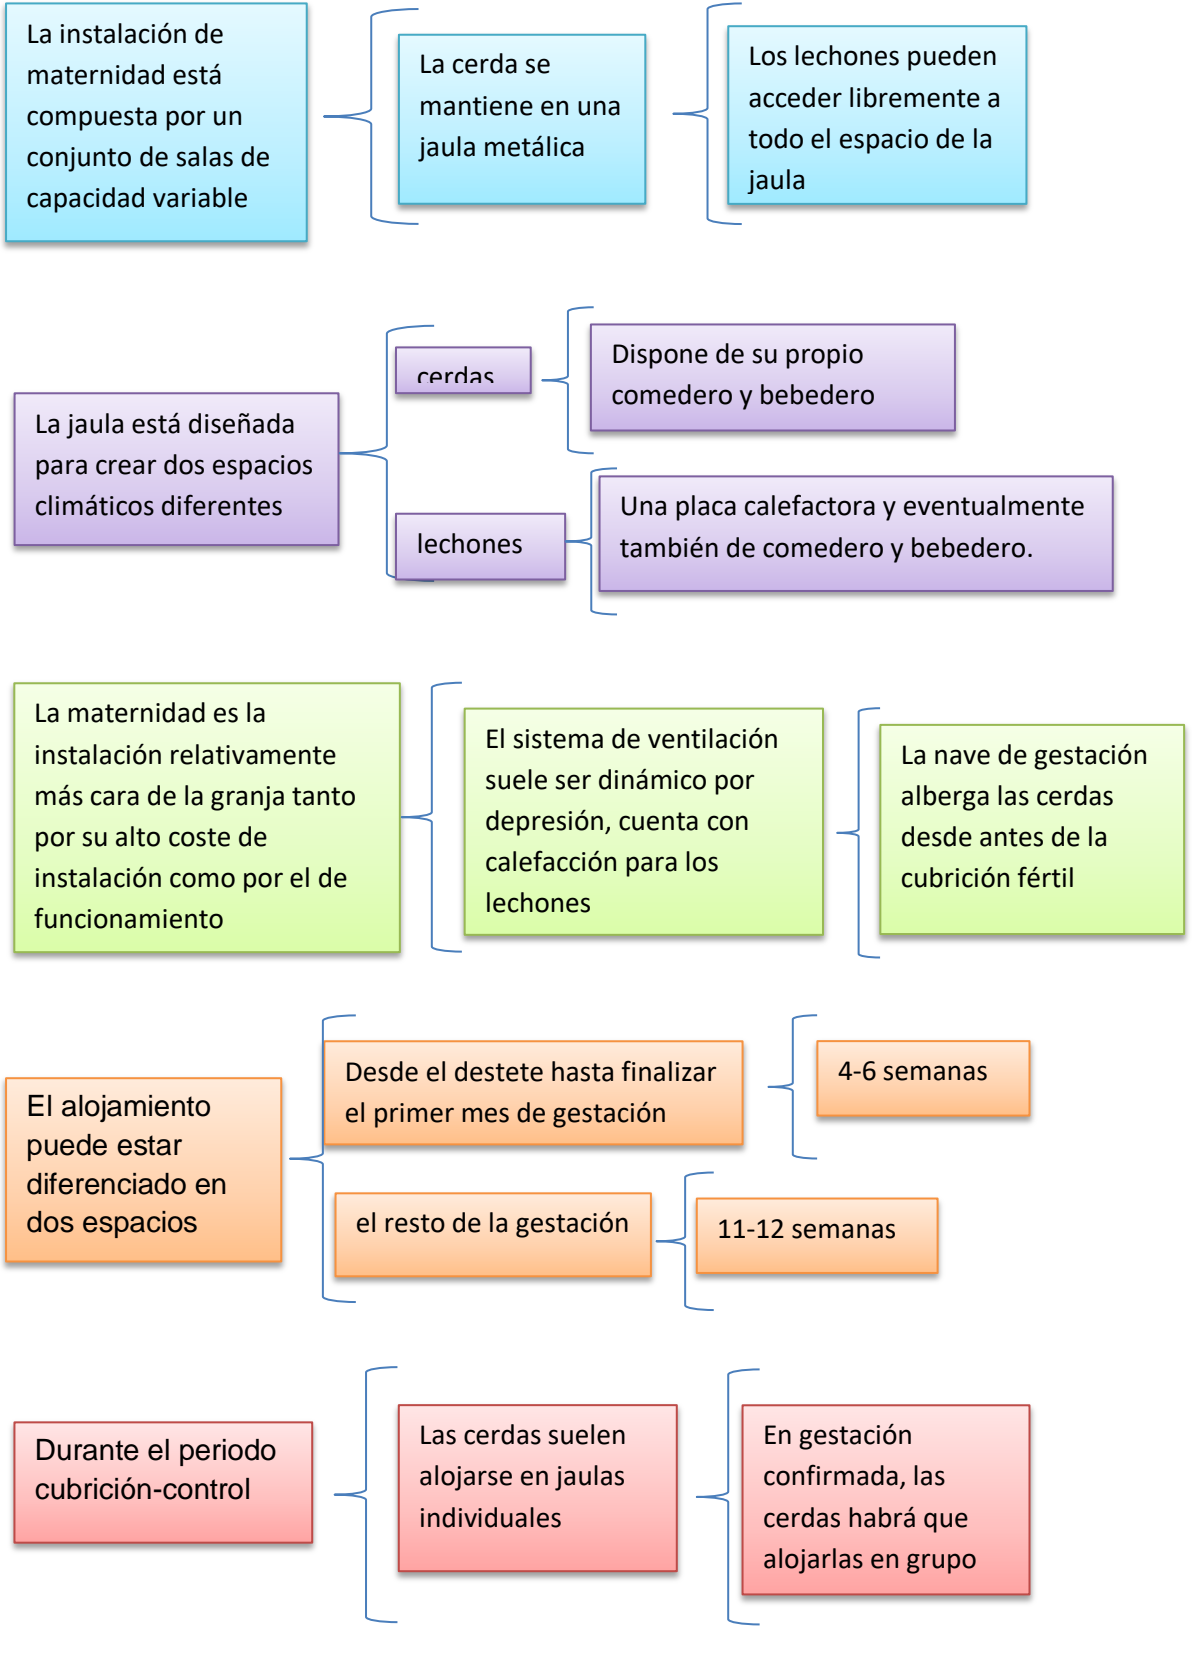 La instalación de
maternidad está
compuesta por un
conjunto de salas de
capacidad variable
La cerda se
mantiene en una
jaula metálica
Los lechones pueden
acceder libremente a
todo el espacio de la
jaula
La jaula está diseñada
para crear dos espacios
climáticos diferentes
cerdas
Dispone de su propio
comedero y bebedero
lechones
Una placa calefactora y eventualmente
también de comedero y bebedero.
La maternidad es la
instalación relativamente
más cara de la granja tanto
por su alto coste de
instalación como por el de
funcionamiento
El sistema de ventilación
suele ser dinámico por
depresión, cuenta con
calefacción para los
lechones
La nave de gestación
alberga las cerdas
desde antes de la
cubrición fértil
El alojamiento
puede estar
diferenciado en
dos espacios
Desde el destete hasta finalizar
el primer mes de gestación
4-6 semanas
el resto de la gestación
11-12 semanas
Durante el periodo
cubrición-control
Las cerdas suelen
alojarse en jaulas
individuales
En gestación
confirmada, las
cerdas habrá que
alojarlas en grupo